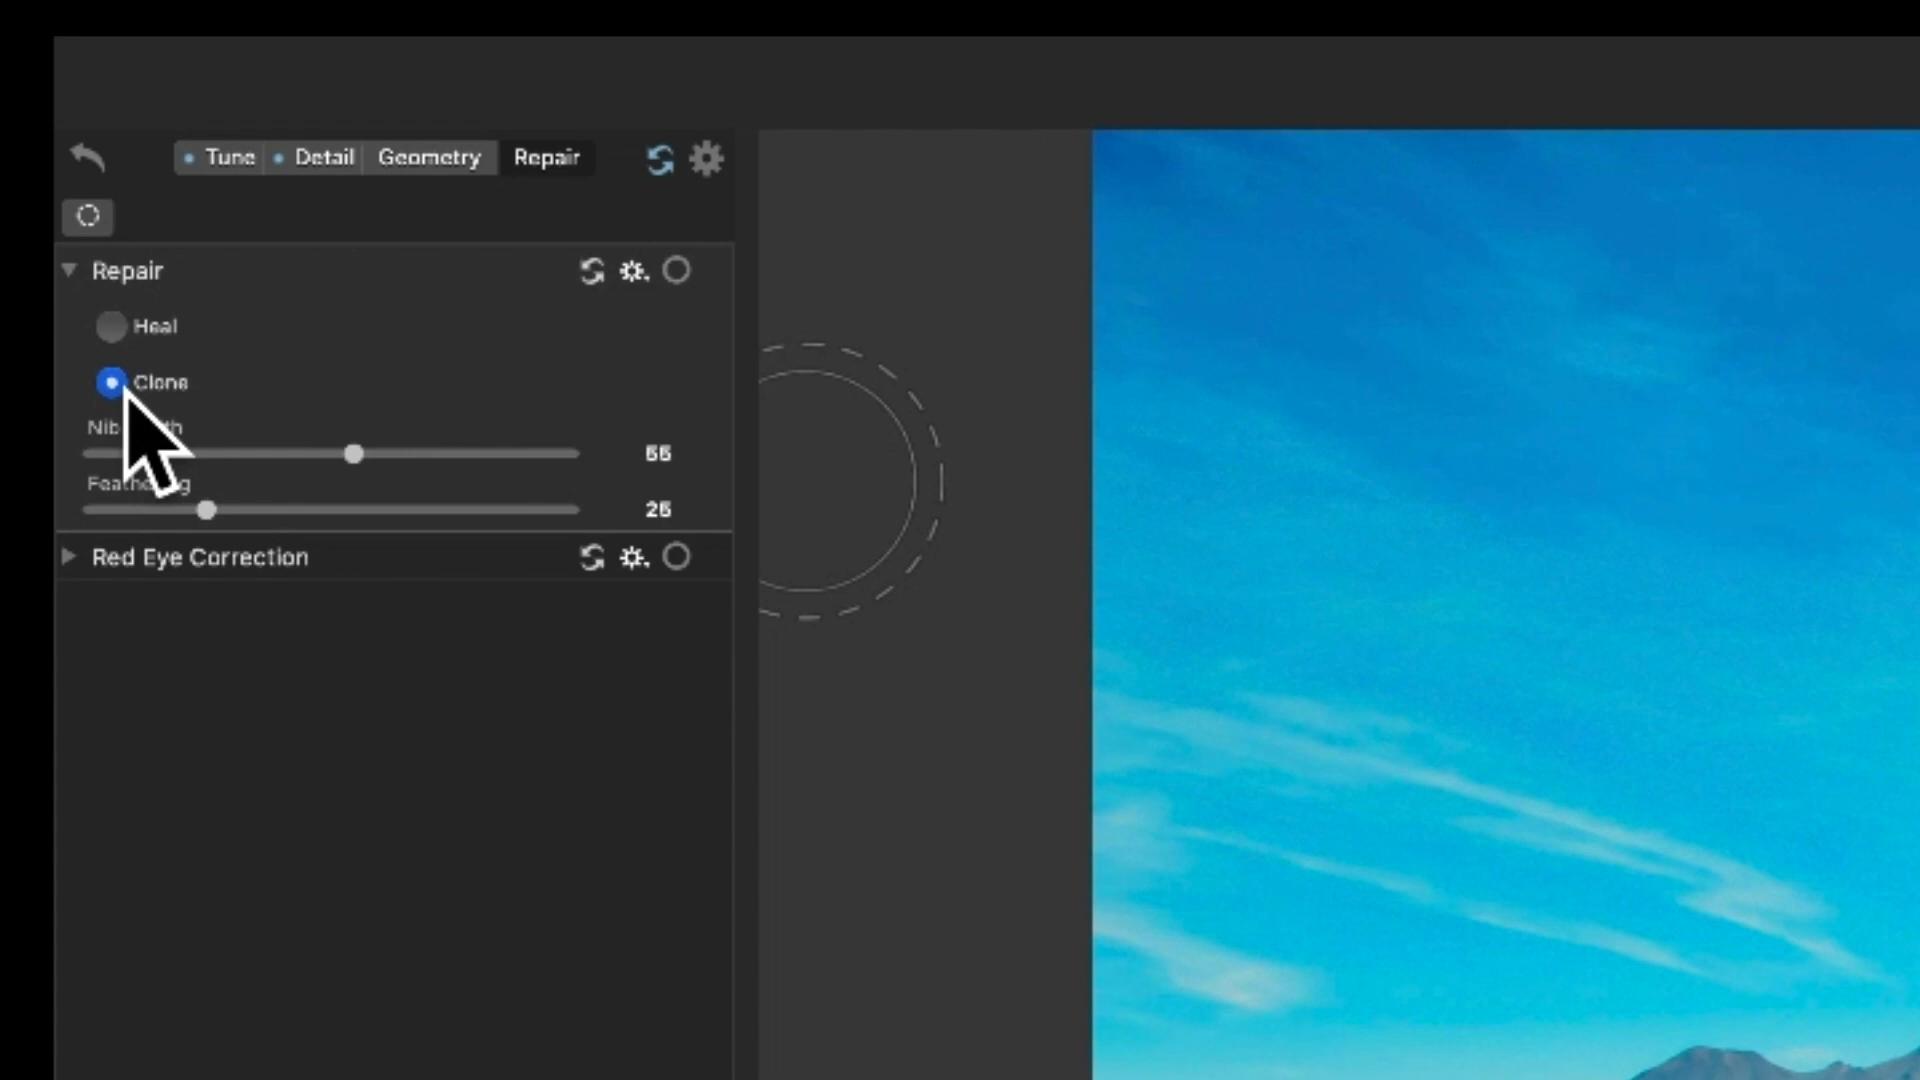 Tune Detail Geometry Repair
Repair
Heal
Clone
55
25
Red Eye Correction